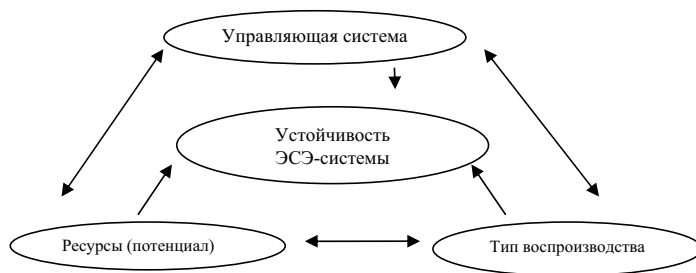 Управляющая система
Устойчивость
ЭСЭ-системы
Ресурсы (потенциал)
Тип воспроизводства